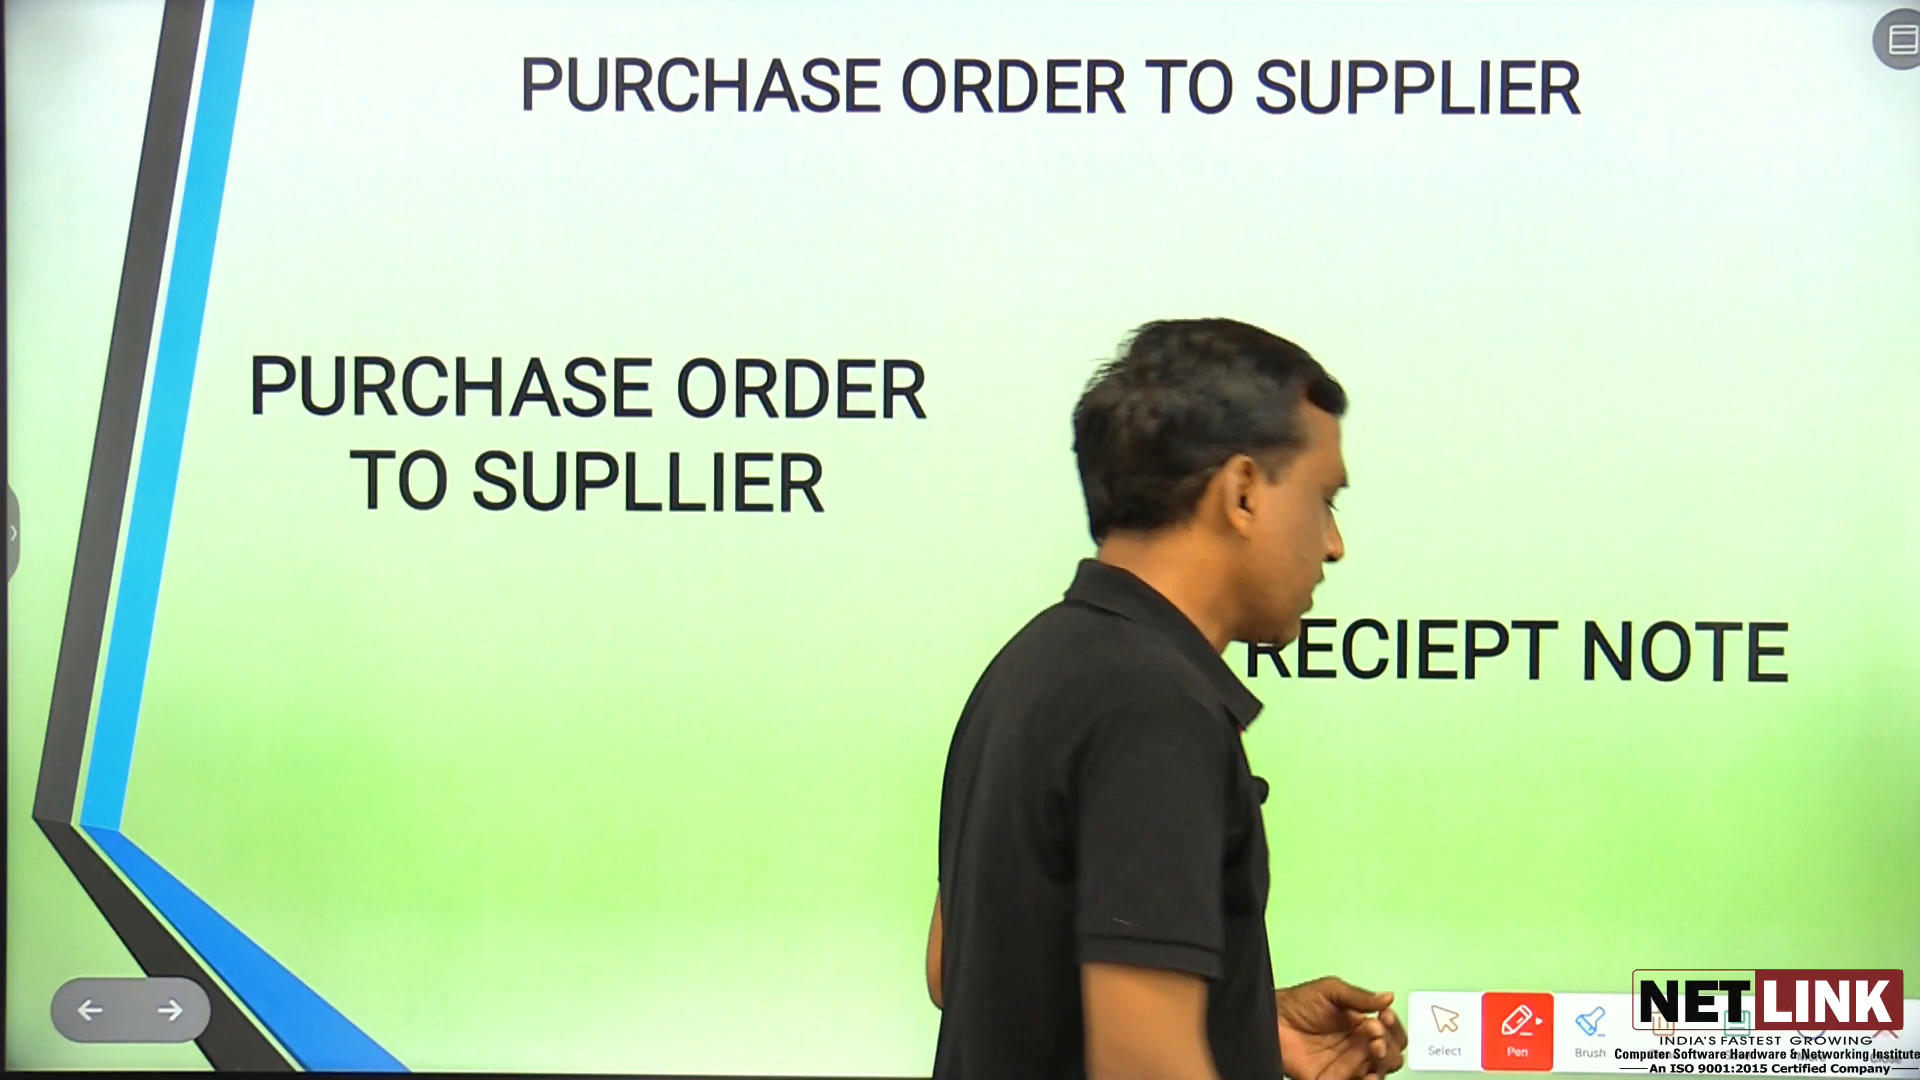 PURCHASE ORDER TO SUPPLIER
PURCHASE ORDER
TO SUPLLIER
RECIEPT NOTE
Select
Pen
Brush
NETLINK
INDIA'S FASTEST GROWING
Computer Software Hardware & Networking Institute
An ISO 9001:2015 Certified Company